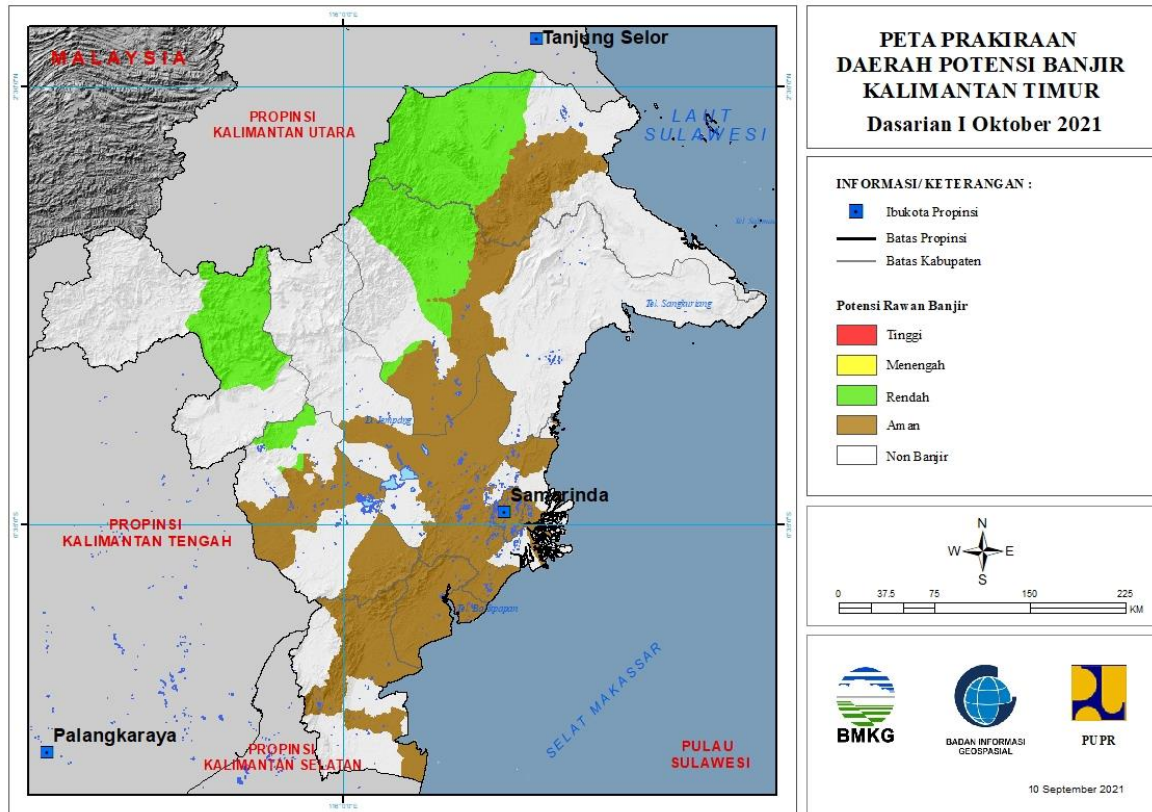 MALAYSIA
Tanjung Selor
PROPINSI
KALIMANTAN UTARA
LAUT
SULAWESI
Tel. Sangkuriang
D. Jempang
Samarinda
PROPINSI
KALIMANTAN TENGAH
SELAT MAKASSAR
Palangkaraya
PROPINSI
KALIMANTAN SELATAN
PULAU
SULAWESI
PETA PRAKIRAAN
DAERAH POTENSI BANJIR
KALIMANTAN TIMUR
Dasarian I Oktober 2021
INFORMASI/ KETERANGAN :
Ibukota Propinsi
Batas Propinsi
Batas Kabupaten
Potensi Rawan Banjir
Tinggi
Menengah
Rendah
Aman
Non Banjir
N
W E
S
0 37.5 75 150 225
KM
BMKG
BADAN INFORMASI
GEOSPASIAL
PUPR
10 September 2021